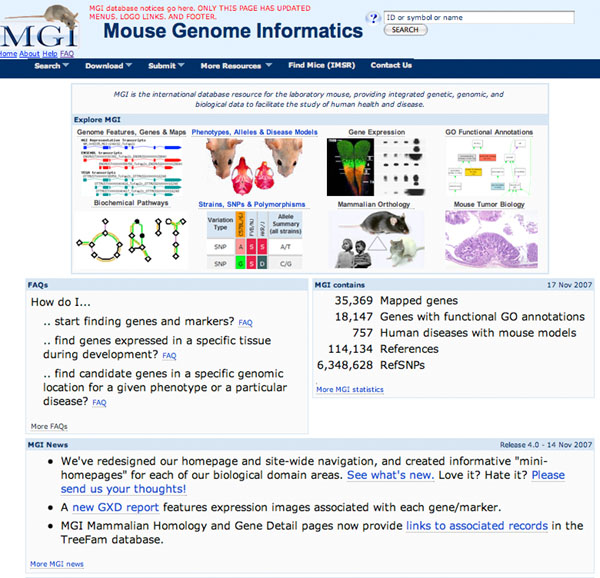 MGI database notices go here. ONLY THIS PAGE HAS UPDATED
MENUS. LOGO LINKS. AND FOOTER.
MGI
Mouse Genome Informatics
? ID or symbol or name
SEARCH
Home About Help FAQ
Search Download Submit More Resources Find Mice (IMSR) Contact Us
MGI is the international database resource for the laboratory mouse, providing integrated genetic, genomic, and
biological data to facilitate the study of human health and disease.
Explore MGI
Genome Features, Genes & Maps
Phenotypes, Alleles & Disease Models
Gene Expression
GO Functional Annotations
Biochemical Pathways
Strains, SNPs & Polymorphisms
Variation
Type
Allele
Summary
(all strains)
SNP A S S A/T
SNP G S D C/G
Mammalian Orthology
Mouse Tumor Biology
FAQs
How do I...
.. start finding genes and markers? FAQ
.. find genes expressed in a specific tissue
during development? FAQ
.. find candidate genes in a specific genomic
location for a given phenotype or a particular
disease? FAQ
More FAQs
MGI contains 17 Nov 2007
35,369 Mapped genes
18,147 Genes with functional GO annotations
757 Human diseases with mouse models
114,134 References
6,348,628 RefSNPs
More MGI statistics
MGI News Release 4.0 - 14 Nov 2007
• We've redesigned our homepage and site-wide navigation, and created informative "mini-
homepages" for each of our biological domain areas. See what's new. Love it? Hate it? Please
send us your thoughts!
• A new GXD report features expression images associated with each gene/marker.
• MGI Mammalian Homology and Gene Detail pages now provide links to associated records in the
TreeFam database.
More MGI news